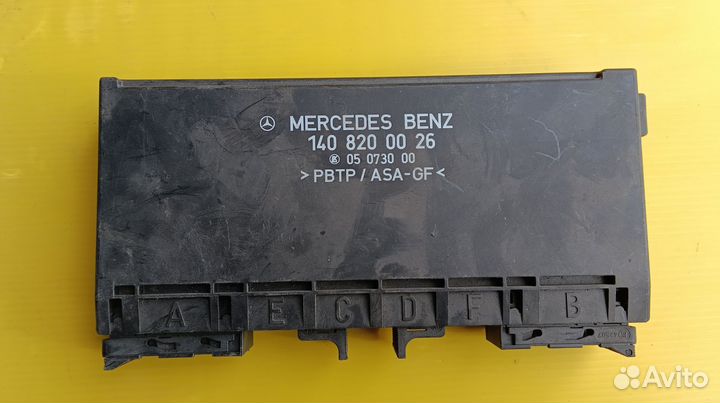 MERCEDES BENZ
140 820 00 26
05 0730 00
>PBTP/ASA-GF<
A E C D F B
Avito